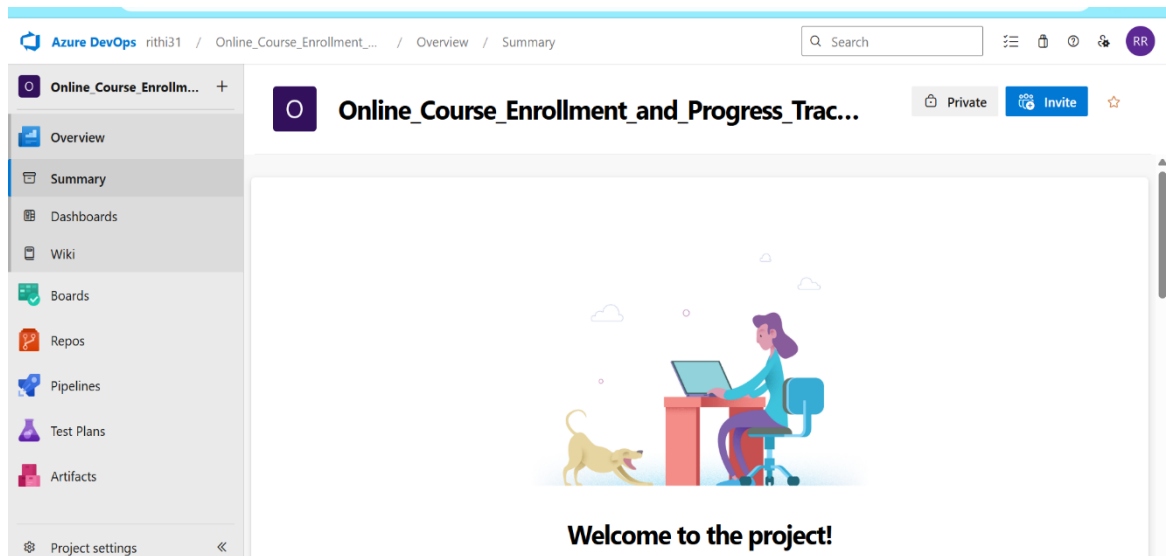 Azure DevOps rithi31 / Online_Course_Enrollment_... / Overview / Summary
Search
RR
O Online_Course_Enrollm... +
Overview
Summary
Dashboards
Wiki
Boards
Repos
Pipelines
Test Plans
Artifacts
Project settings
O Online_Course_Enrollment_and_Progress_Trac...
Private
Invite
Welcome to the project!